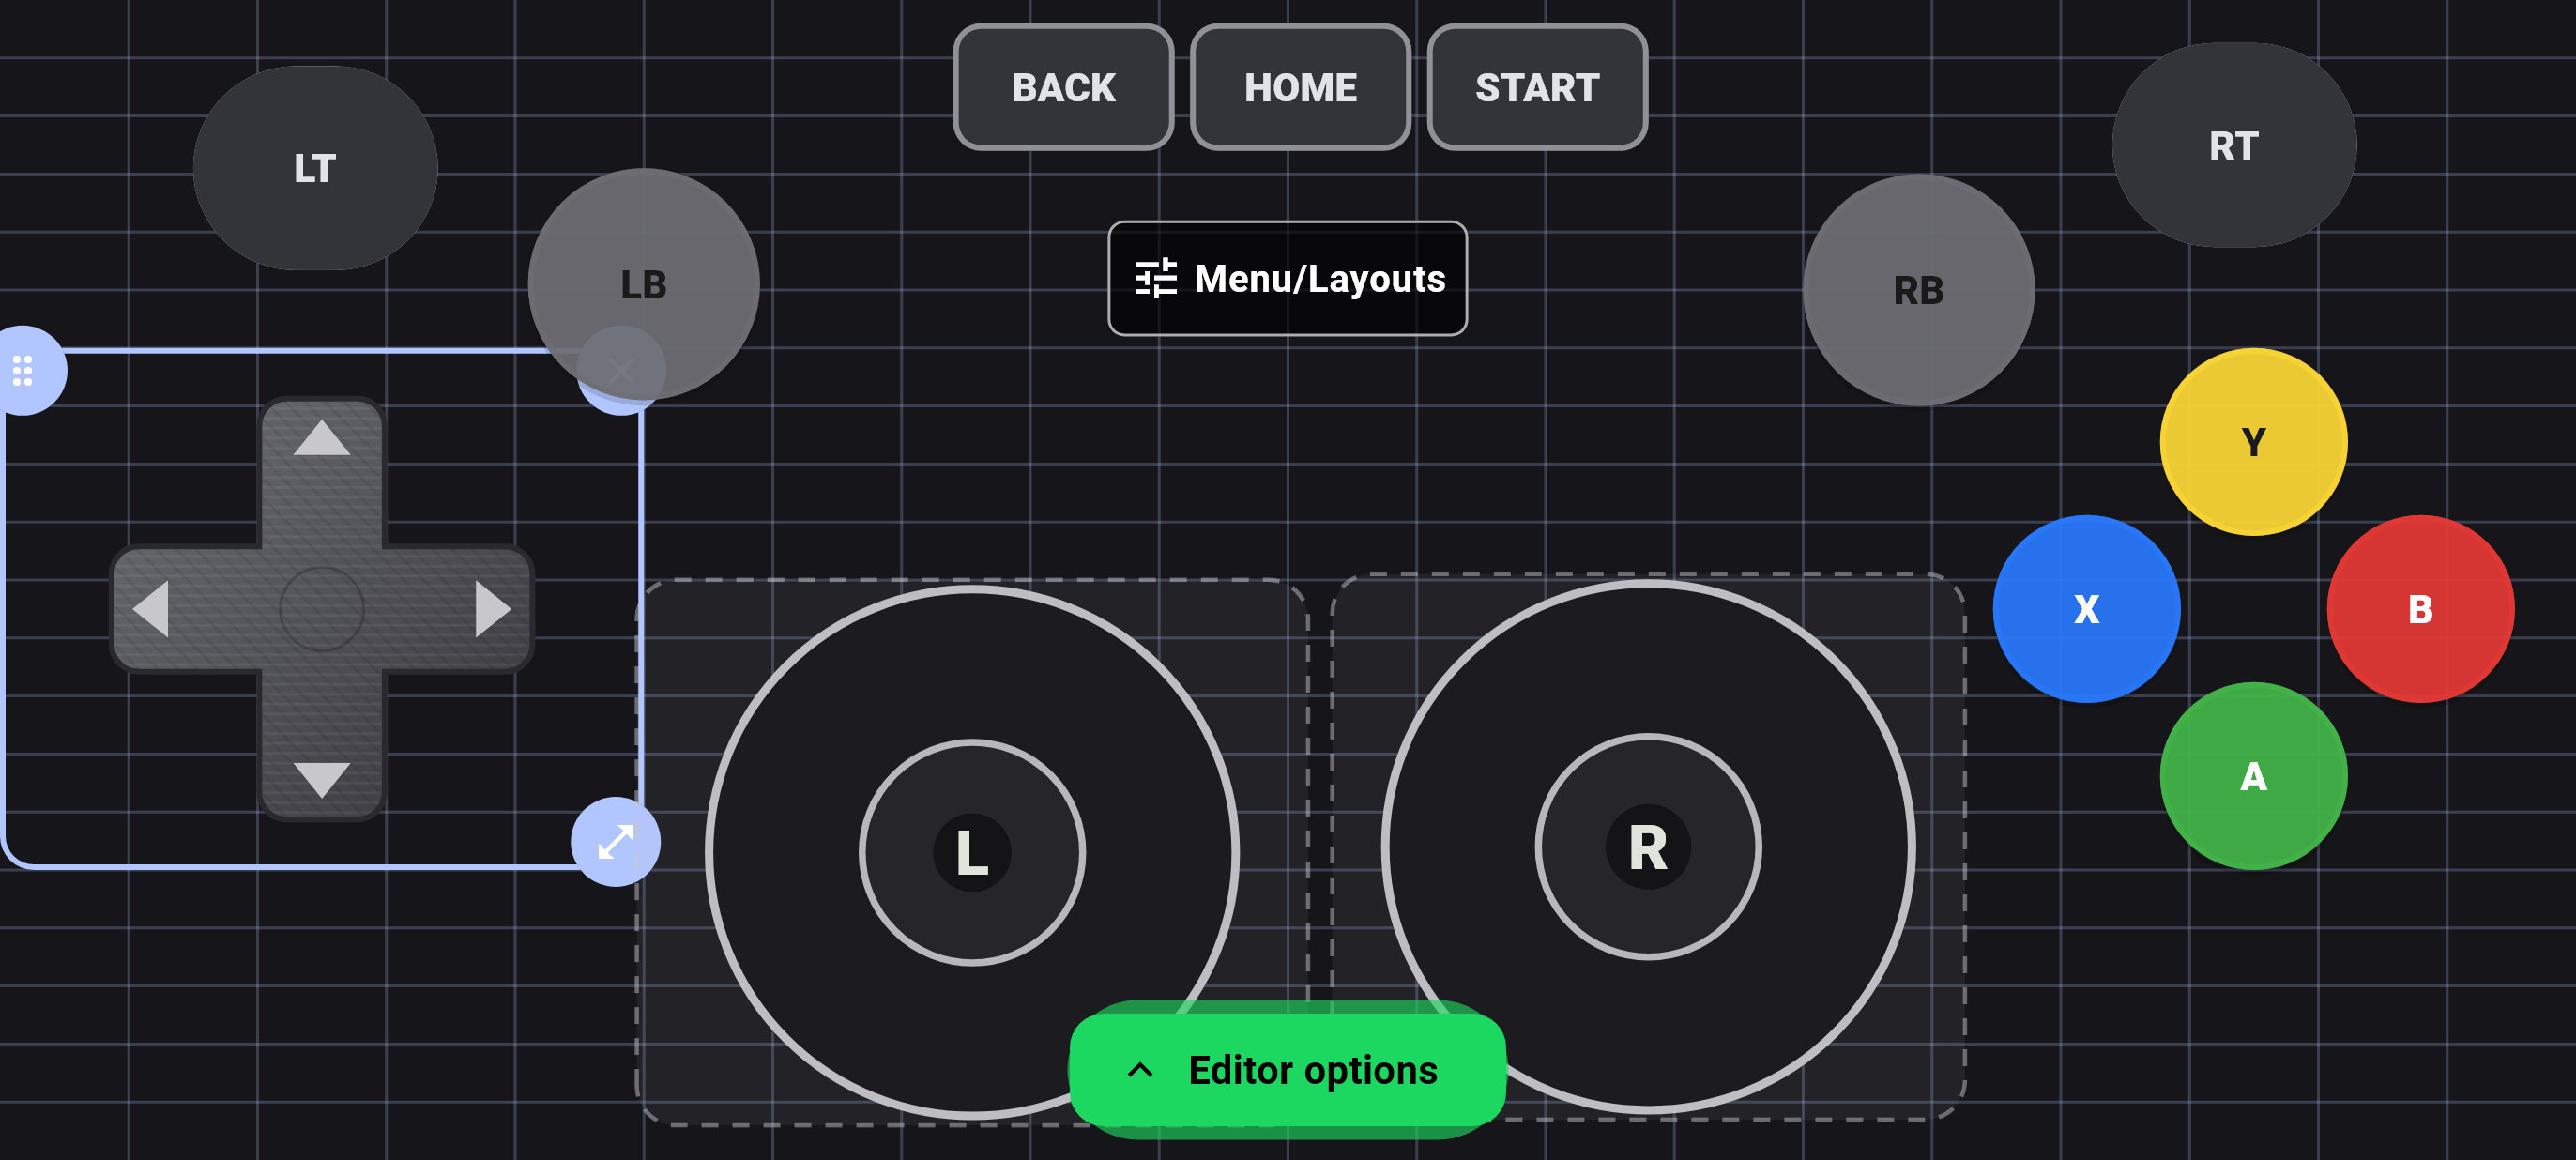 BACK
HOME
START
LT
RT
LB
Menu/Layouts
RB
Y
X
B
A
L
R
Editor options